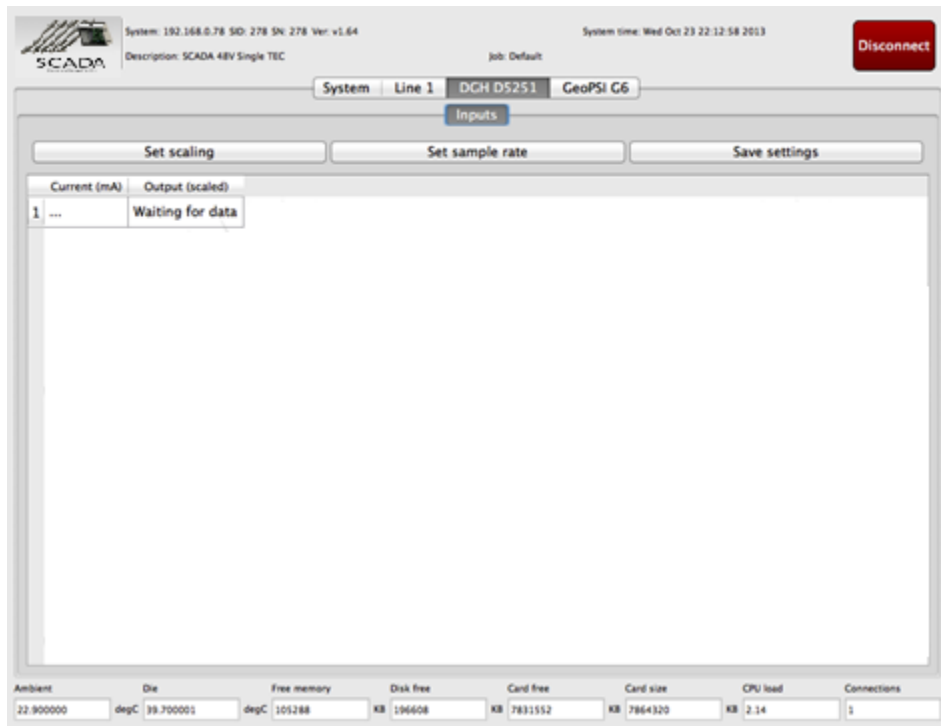 System: 192.168.0.78 SID: 278 SN: 278 Ver: v1.64
System time: Wed Oct 23 22:12:58 2013
Disconnect
SCADA
Description: SCADA 48V Single TEC
Job: Default
System Line 1 DGH D5251 GeoPSI G6
Inputs
Set scaling Set sample rate Save settings
Current (mA) Output (scaled)
1 ... Waiting for data
Ambient Die Free memory Disk free Card free Card size CPU load Connections
22.900000 degC 39.700001 degC 105288 KB 196608 KB 7831552 KB 7864320 KB 2.14 1